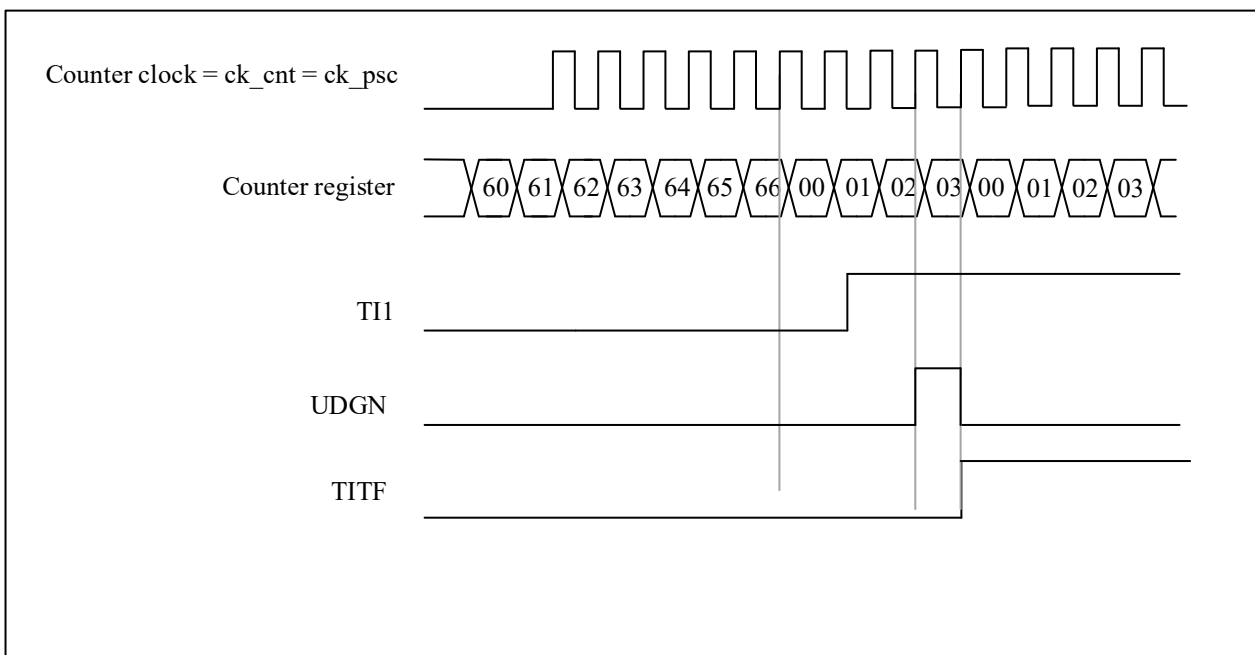 Counter clock = ck_cnt = ck_psc
Counter register 60 61 62 63 64 65 66 00 01 02 03 00 01 02 03
TI1
UDGN
TITF